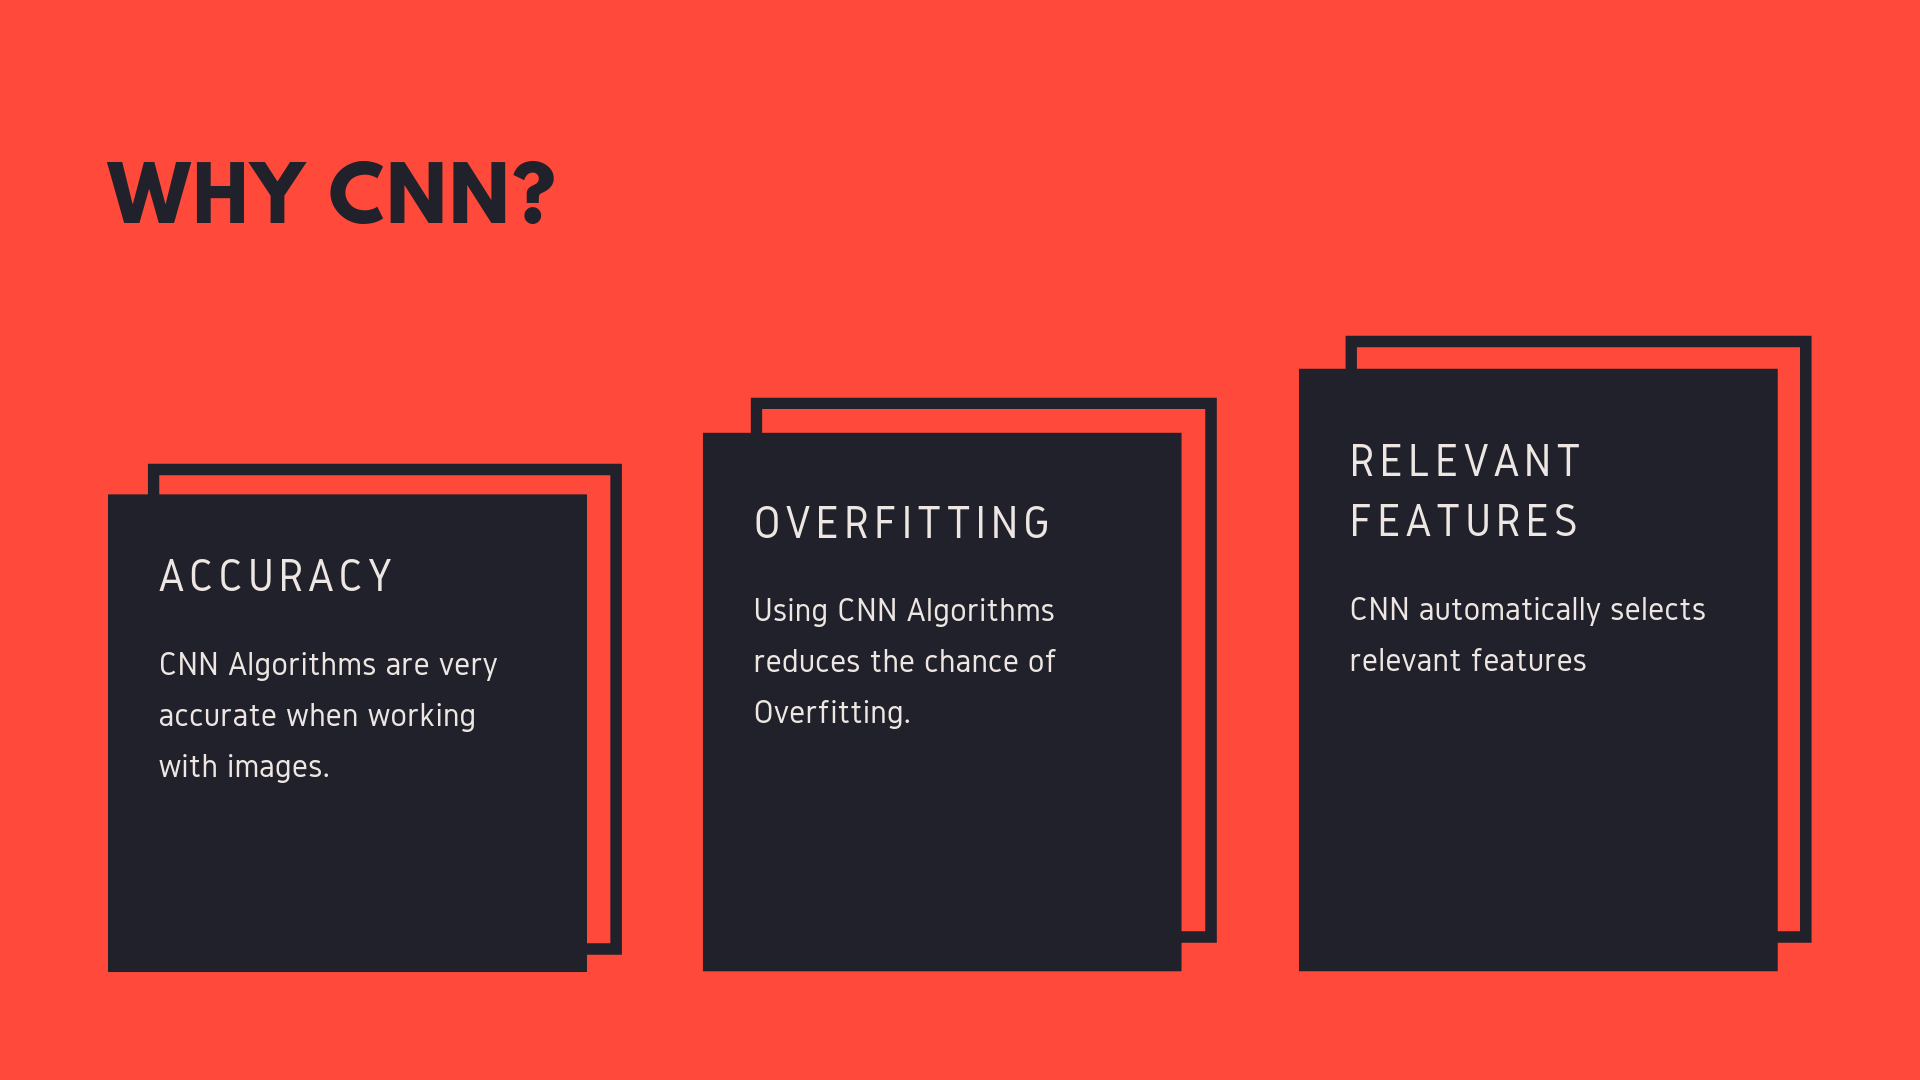 WHY CNN?
ACCURACY
CNN Algorithms are very
accurate when working
with images.
OVERFITTING
Using CNN Algorithms
reduces the chance of
Overfitting.
RELEVANT
FEATURES
CNN automatically selects
relevant features